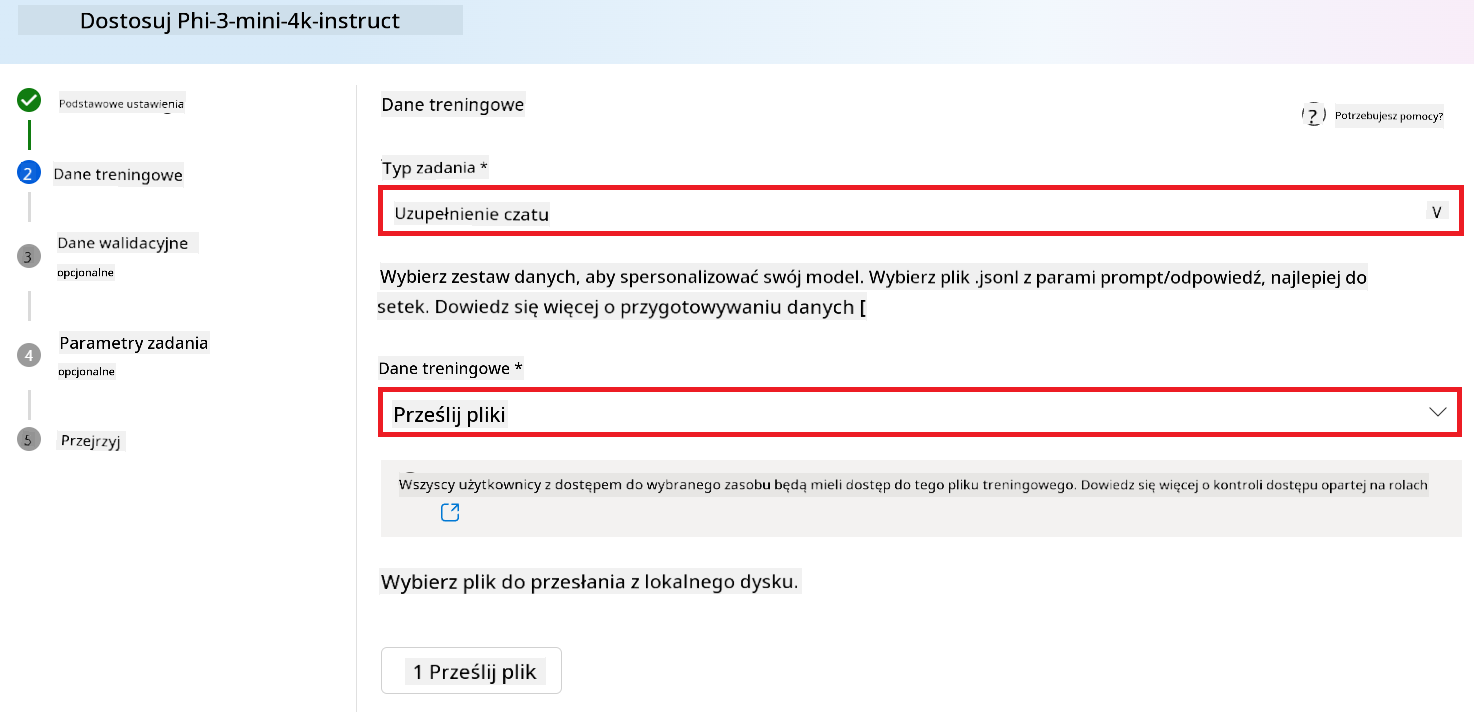 Dostosuj Phi-3-mini-4k-instruct
Podstawowe ustawienia
2
Dane treningowe
3
Dane walidacyjne
opcjonalne
4
Parametry zadania
opcjonalne
5
Przejrzyj
Dane treningowe
?
Potrzebujesz pomocy?
Typ zadania *
Uzupełnienie czatu
V
Wybierz zestaw danych, aby spersonalizować swój model. Wybierz plik .jsonl z parami prompt/odpowiedź, najlepiej do
setek. Dowiedz się więcej o przygotowywaniu danych [
Dane treningowe *
Prześlij pliki
Wszyscy użytkownicy z dostępem do wybranego zasobu będą mieli dostęp do tego pliku treningowego. Dowiedz się więcej o kontroli dostępu opartej na rolach
Wybierz plik do przesłania z lokalnego dysku.
1 Prześlij plik